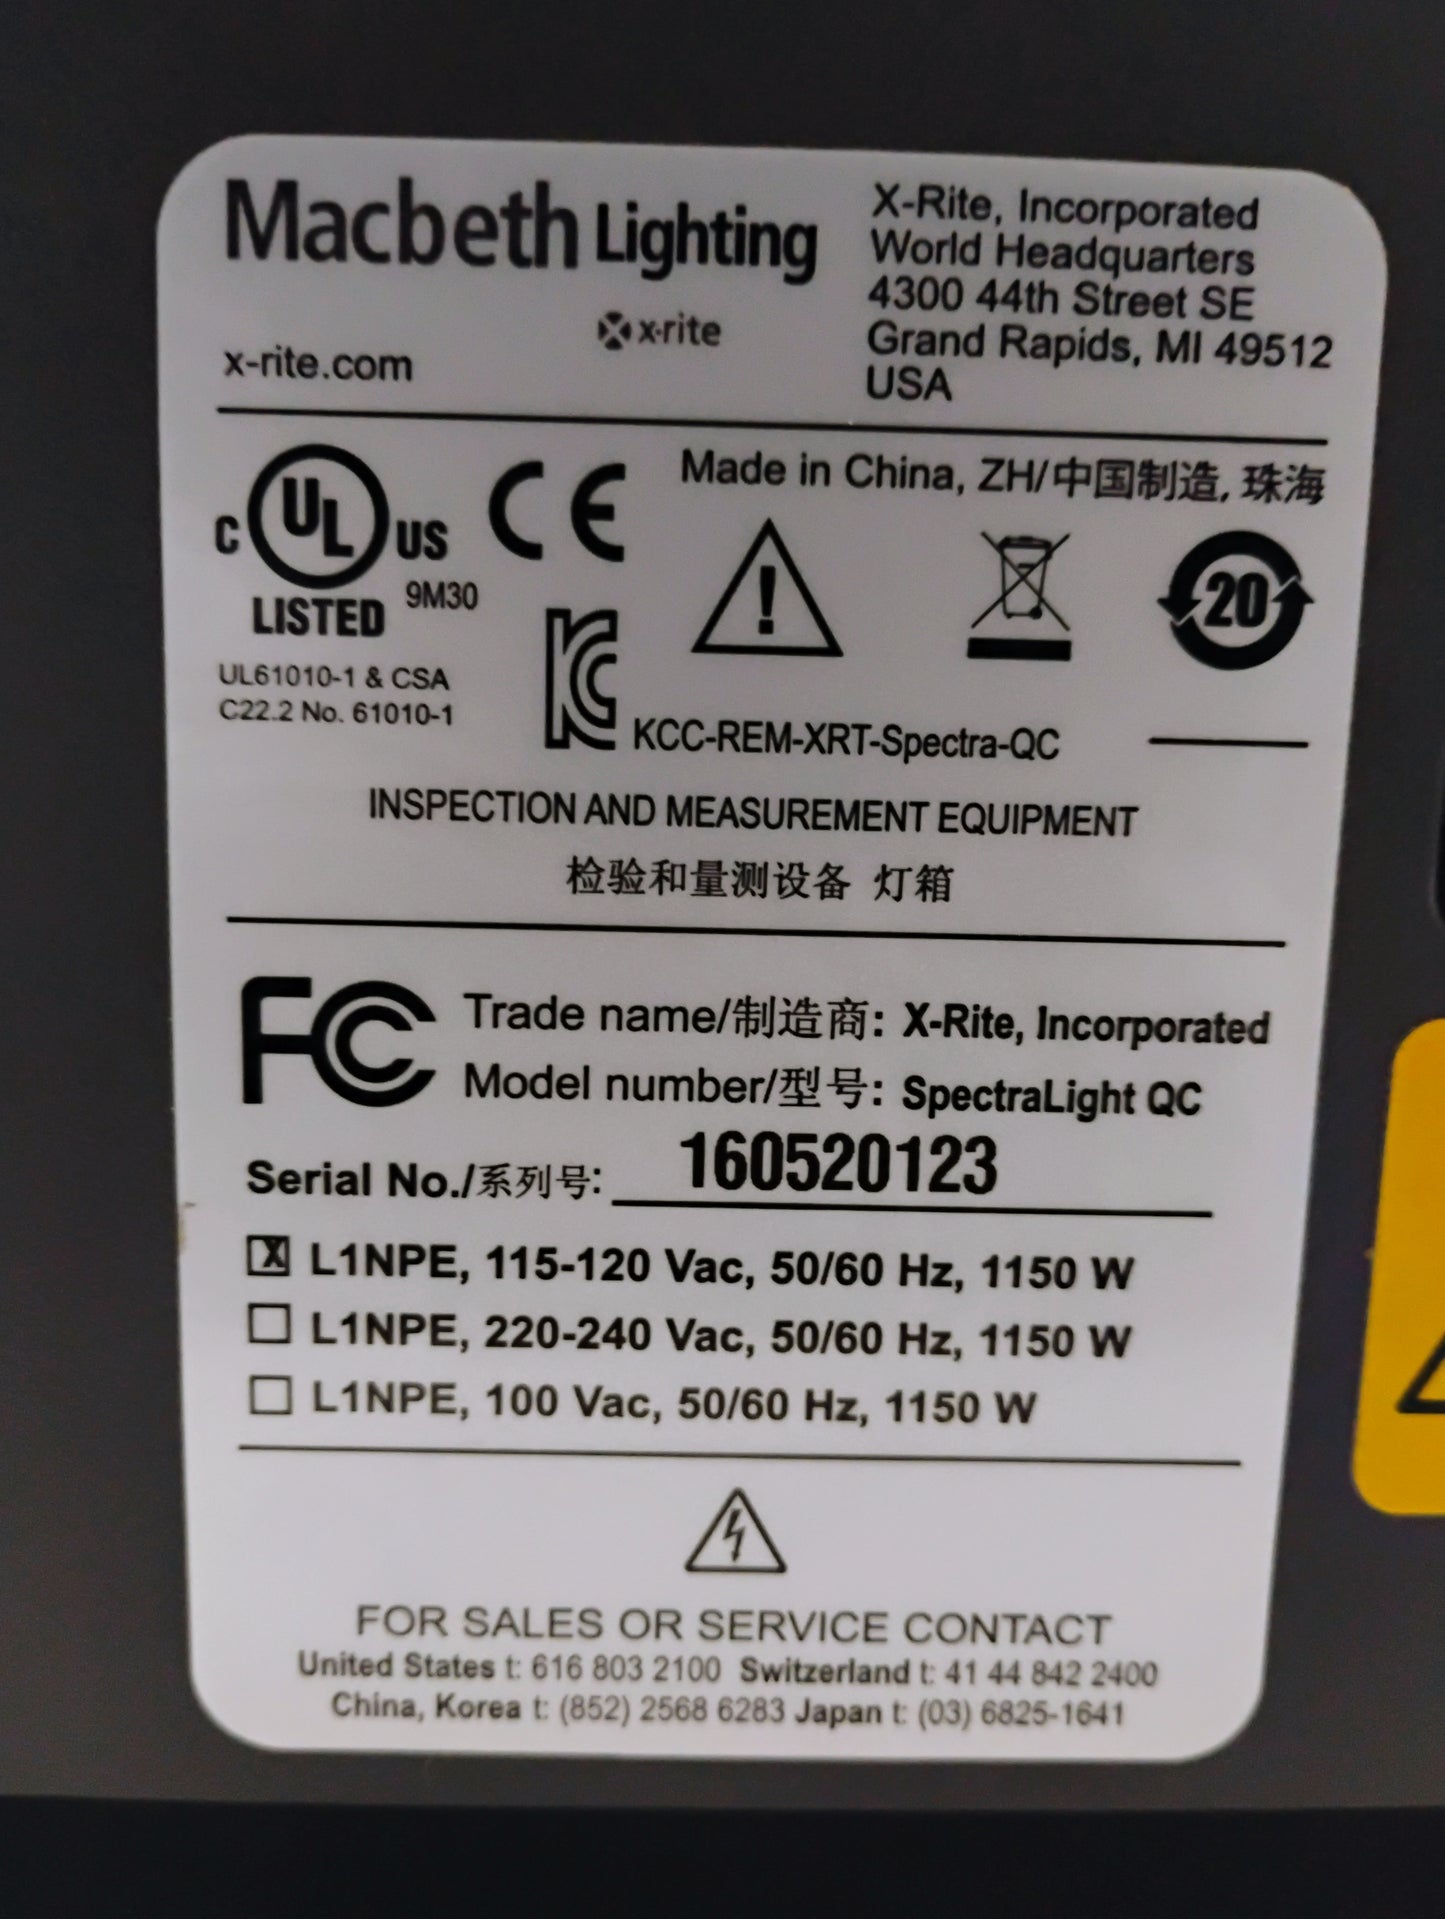 Macbeth Lighting
x-rite
x-rite.com
X-Rite, Incorporated
World Headquarters
4300 44th Street SE
Grand Rapids, MI 49512
USA
C UL US
LISTED
9M30
UL61010-1 & CSA
C22.2 No. 61010-1
CE
Made in China, ZH/中国制造, 珠海
!
20
KC
KCC-REM-XRT-Spectra-QC
INSPECTION AND MEASUREMENT EQUIPMENT
检验和量测设备 灯箱
FC
Trade name/制造商: X-Rite, Incorporated
Model number/型号: SpectraLight QC
Serial No./系列号: 160520123
X L1NPE, 115-120 Vac, 50/60 Hz, 1150 W
L1NPE, 220-240 Vac, 50/60 Hz, 1150 W
L1NPE, 100 Vac, 50/60 Hz, 1150 W
FOR SALES OR SERVICE CONTACT
United States t: 616 803 2100 Switzerland t: 41 44 842 2400
China, Korea t: (852) 2568 6283 Japan t: (03) 6825-1641